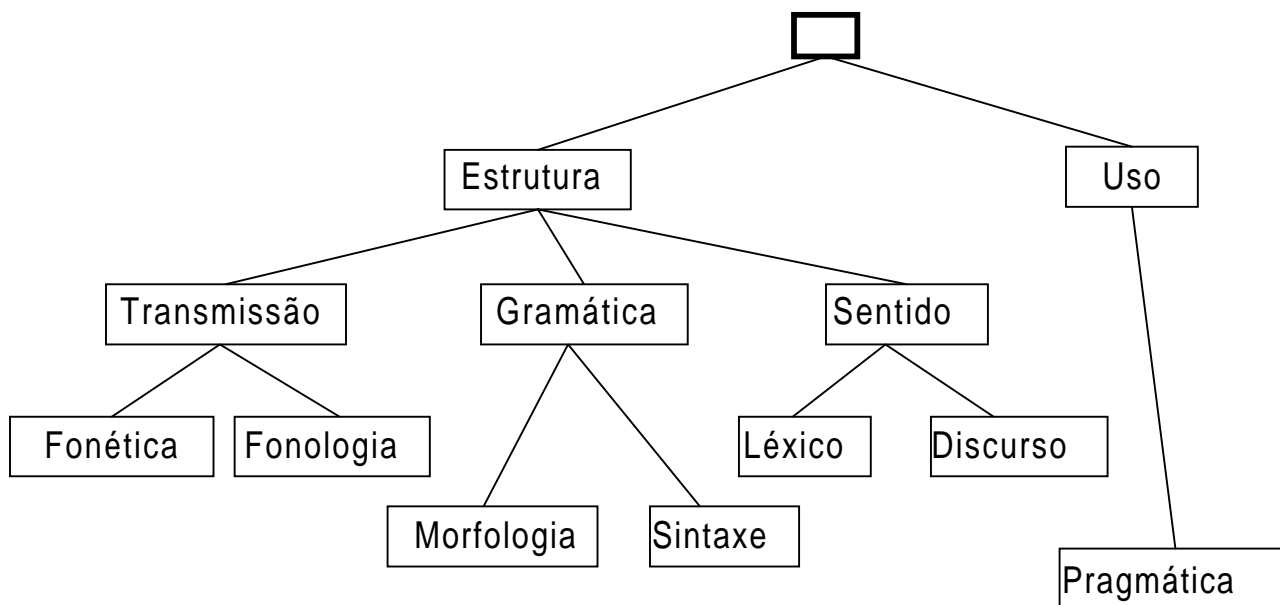 Estrutura
Uso
Transmissão
Gramática
Sentido
Fonética
Fonologia
Léxico
Discurso
Morfologia
Sintaxe
Pragmática